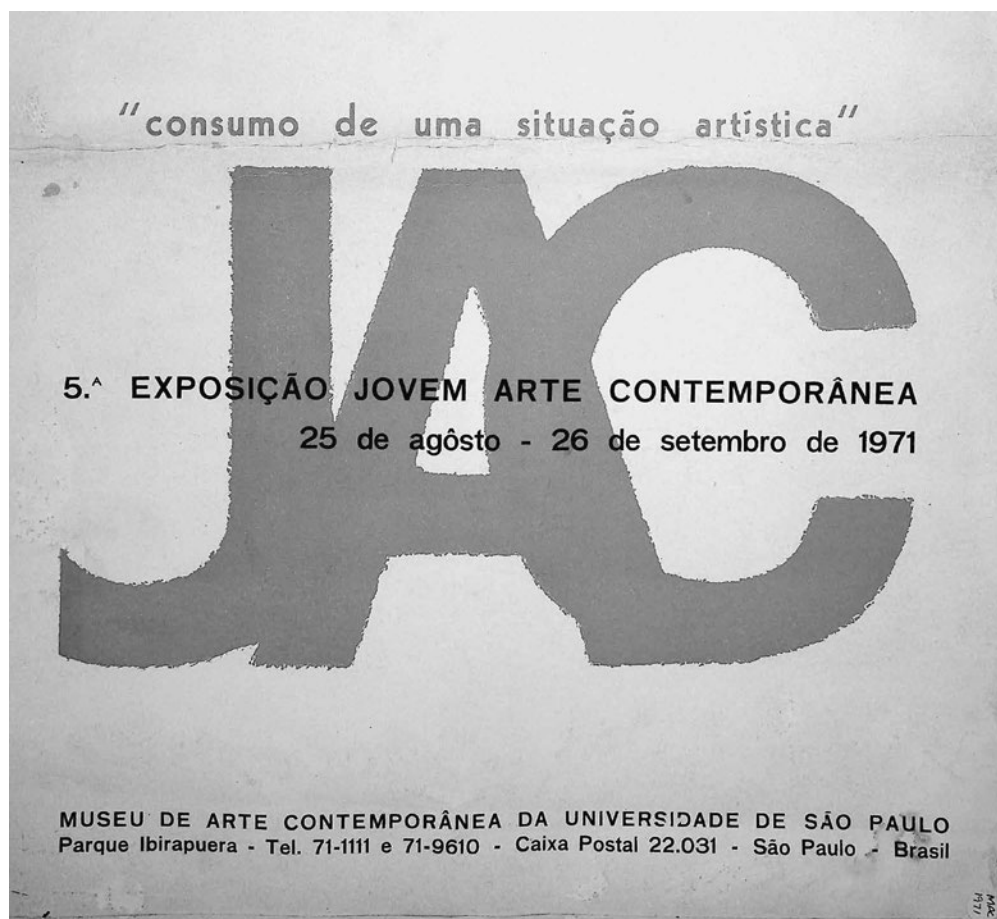 "consumo de uma situação artística"
JAC
5.ᴬ EXPOSIÇÃO JOVEM ARTE CONTEMPORÂNEA
25 de agôsto - 26 de setembro de 1971
MUSEU DE ARTE CONTEMPORÂNEA DA UNIVERSIDADE DE SÃO PAULO
Parque Ibirapuera - Tel. 71-1111 e 71-9610 - Caixa Postal 22.031 - São Paulo - Brasil
1971